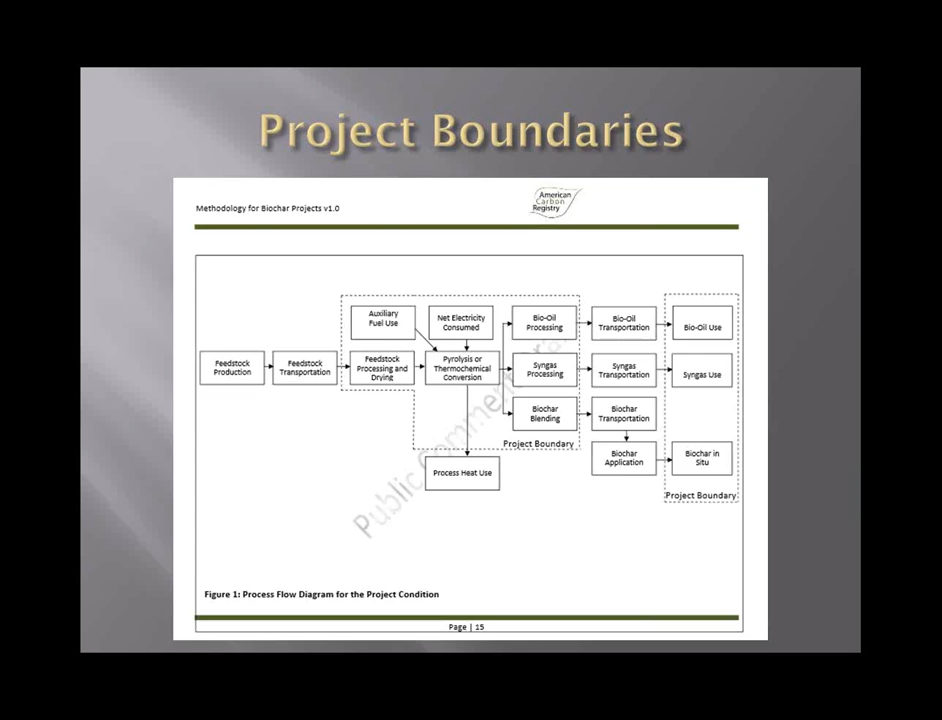 Project Boundaries
Methodology for Biochar Projects v1.0
American
Carbon
Registry
Auxiliary
Fuel Use
Net Electricity
Consumed
Bio-Oil
Processing
Bio-Oil
Transportation
Bio-Oil Use
Feedstock
Production
Feedstock
Transportation
Feedstock
Processing and
Drying
Pyrolysis or
Thermochemical
Conversion
Syngas
Processing
Syngas
Transportation
Syngas Use
Biochar
Blending
Biochar
Transportation
Project Boundary
Biochar
Application
Biochar in
Situ
Process Heat Use
Project Boundary
Public Comment
Figure 1: Process Flow Diagram for the Project Condition
Page | 15